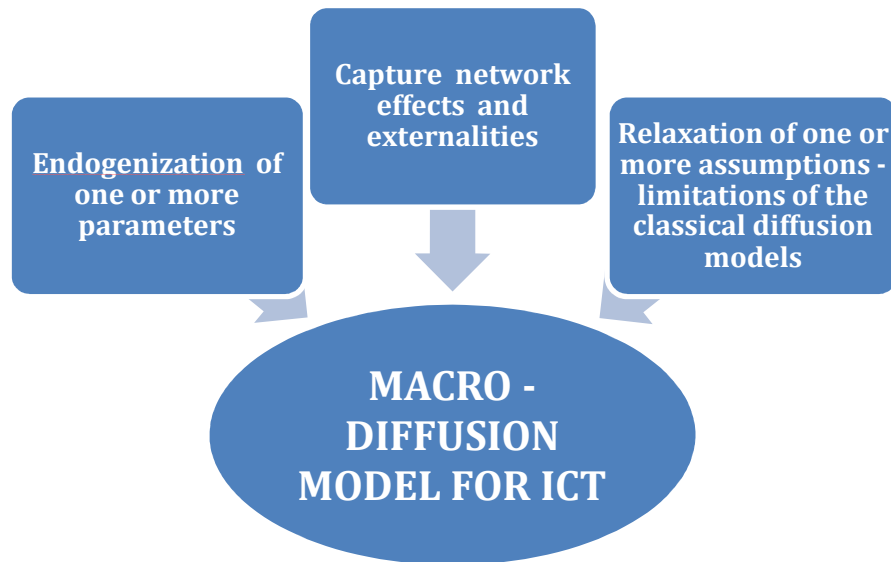 Endogenization of
one or more
parameters
Capture network
effects and
externalities
Relaxation of one or
more assumptions -
limitations of the
classical diffusion
models
MACRO -
DIFFUSION
MODEL FOR ICT